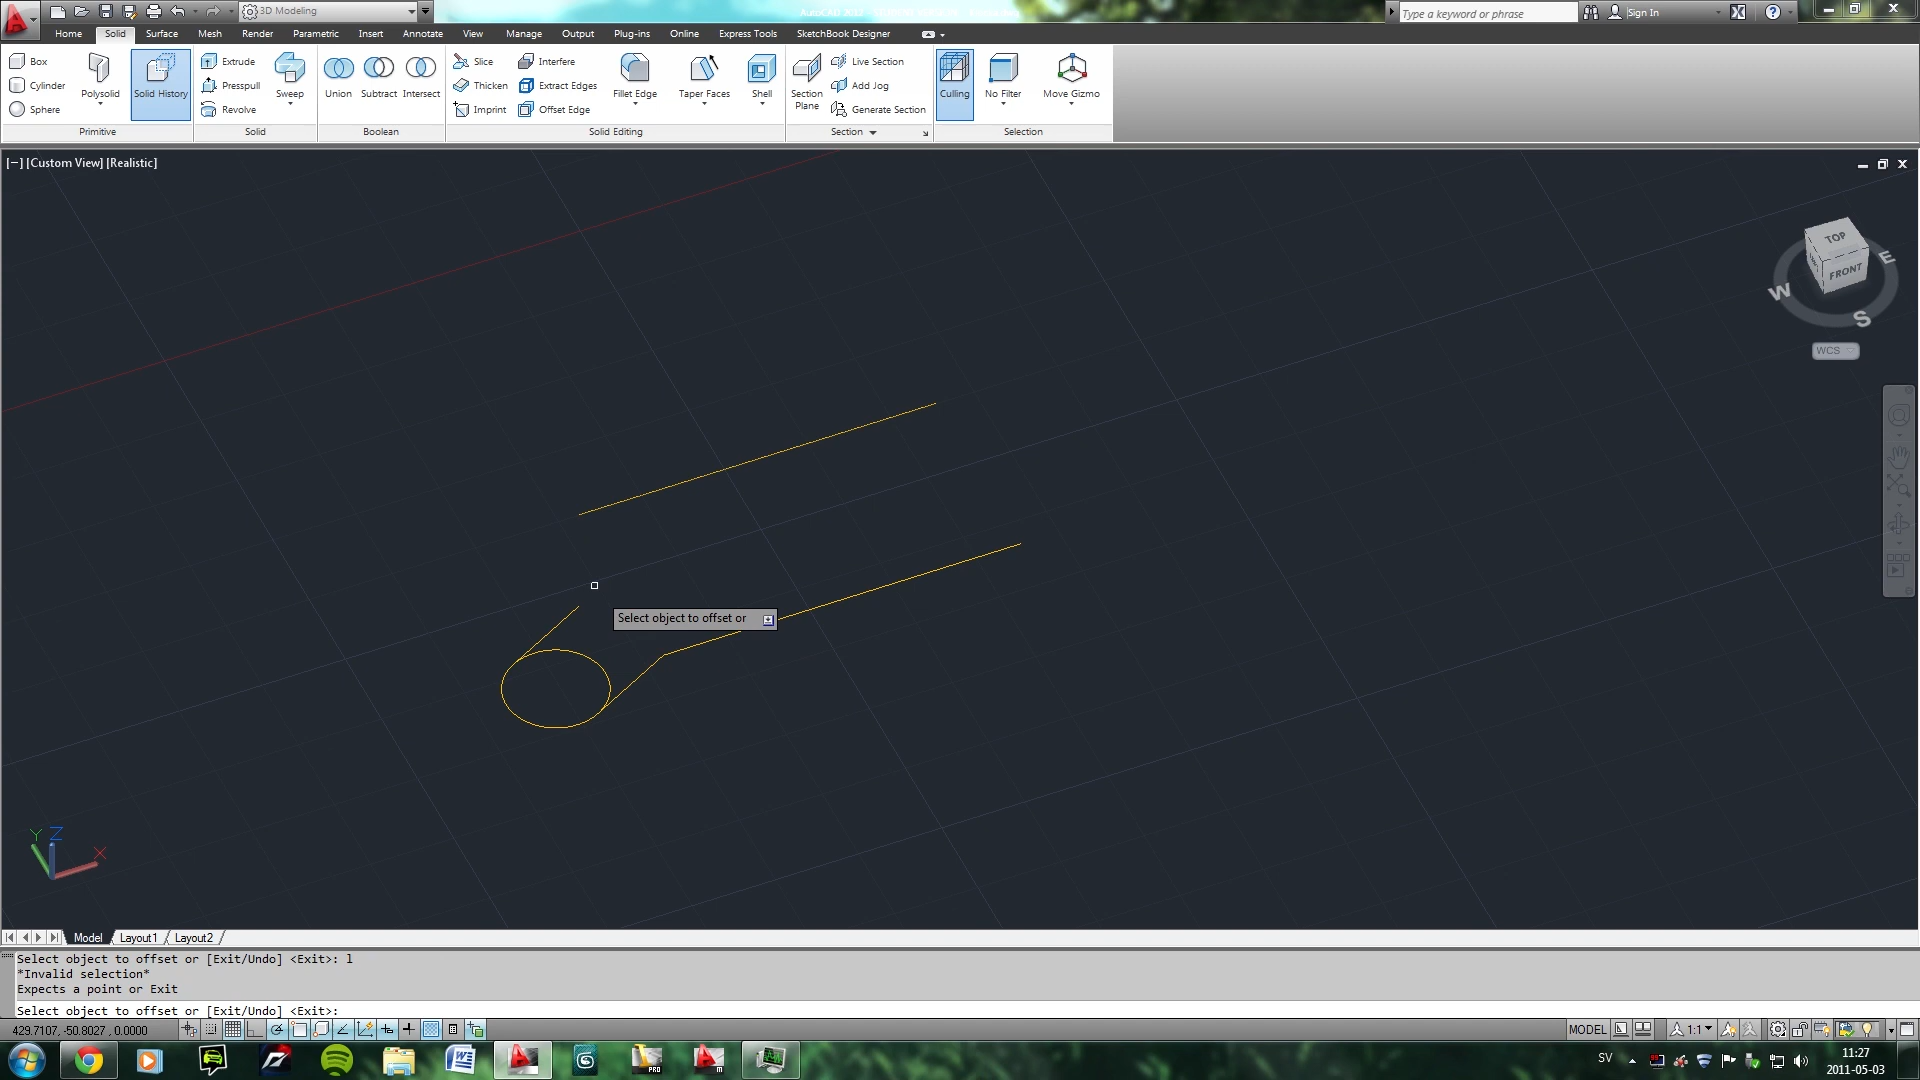 3D Modeling
AutoCAD 2012
Type a keyword or phrase
Sign In
Home Solid Surface Mesh Render Parametric Insert Annotate View Manage Output Plug-ins Online Express Tools SketchBook Designer
Box
Cylinder
Sphere
Polysolid
Solid History
Extrude
Presspull
Revolve
Sweep
Union
Subtract
Intersect
Slice
Thicken
Imprint
Interfere
Extract Edges
Offset Edge
Fillet Edge
Taper Faces
Shell
Section
Plane
Live Section
Add Jog
Generate Section
Culling
No Filter
Move Gizmo
Primitive
Solid
Boolean
Solid Editing
Section
Selection
[−] [Custom View] [Realistic]
TOP
FRONT
W
E
S
WCS
Select object to offset or
Y
Z
X
Model
Layout1
Layout2
Select object to offset or [Exit/Undo] <Exit>: l
*Invalid selection*
Expects a point or Exit
Select object to offset or [Exit/Undo] <Exit>:
429.7107, -50.8027 , 0.0000
MODEL
1:1
PRO
SV
11:27
2011-05-03